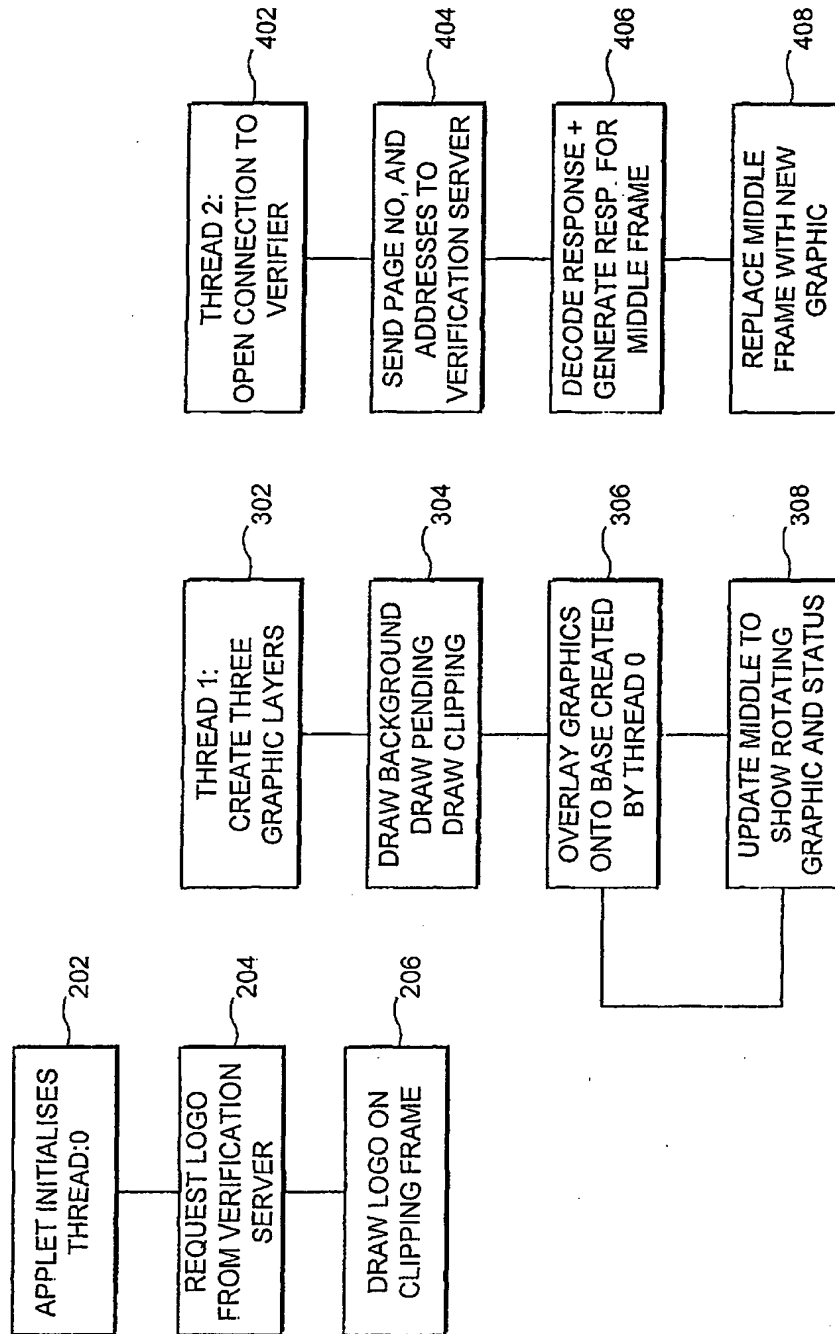 APPLET INITIALISES
THREAD:0
202
REQUEST LOGO
FROM VERIFICATION
SERVER
204
DRAW LOGO ON
CLIPPING FRAME
206
THREAD 1:
CREATE THREE
GRAPHIC LAYERS
302
DRAW BACKGROUND
DRAW PENDING
DRAW CLIPPING
304
OVERLAY GRAPHICS
ONTO BASE CREATED
BY THREAD 0
306
UPDATE MIDDLE TO
SHOW ROTATING
GRAPHIC AND STATUS
308
THREAD 2:
OPEN CONNECTION TO
VERIFIER
402
SEND PAGE NO, AND
ADDRESSES TO
VERIFICATION SERVER
404
DECODE RESPONSE +
GENERATE RESP. FOR
MIDDLE FRAME
406
REPLACE MIDDLE
FRAME WITH NEW
GRAPHIC
408